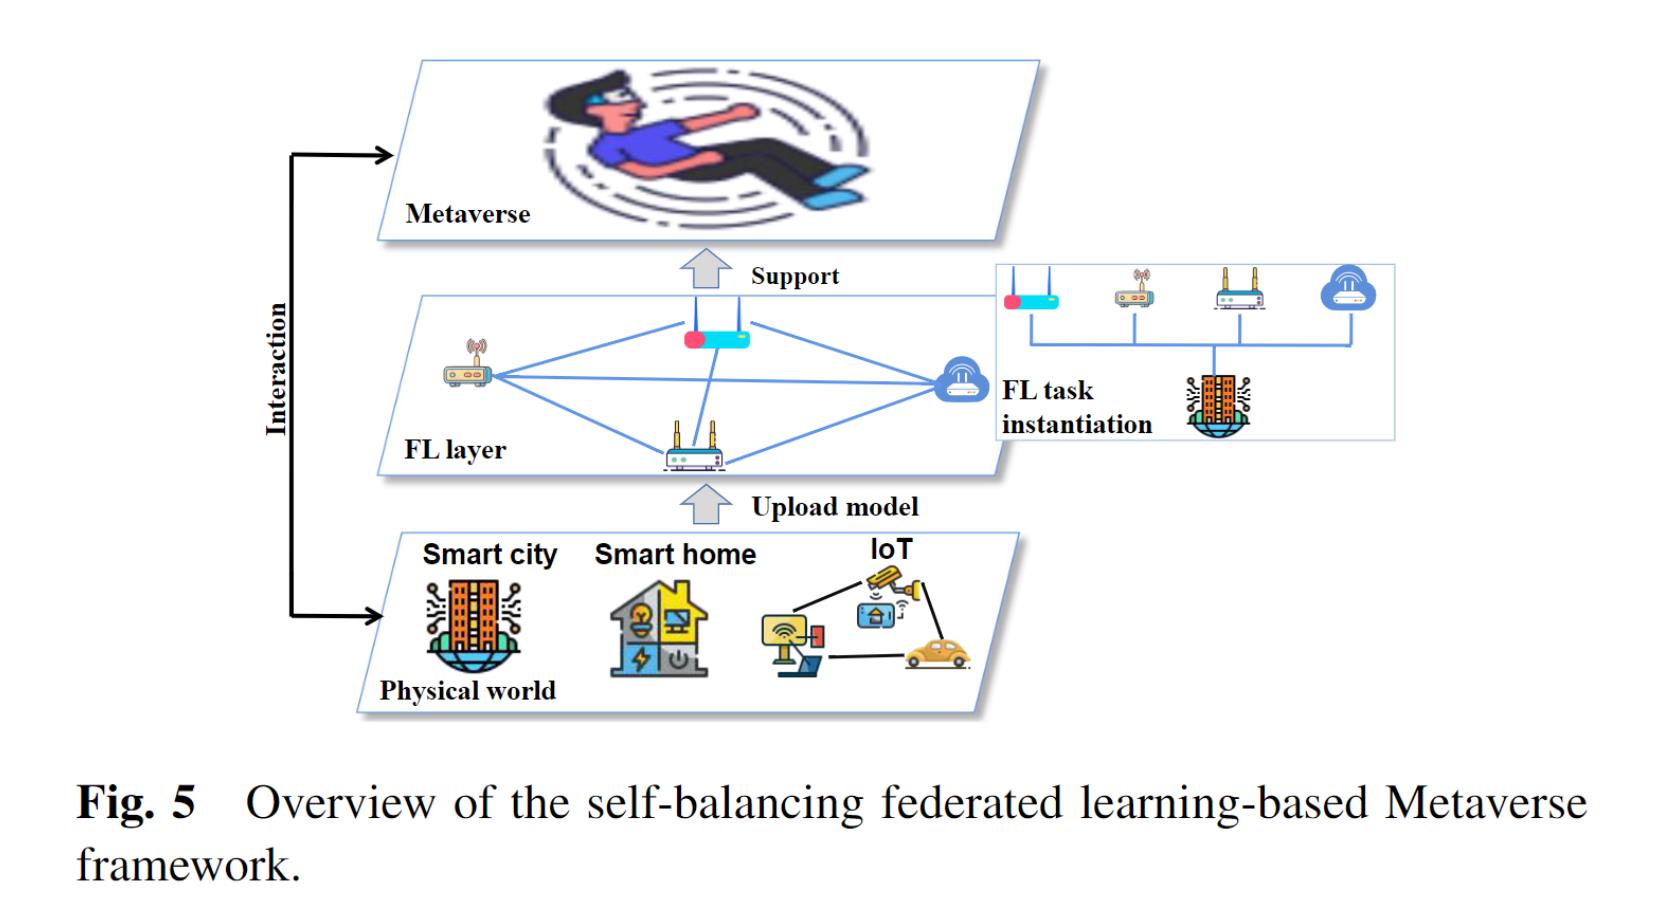 Metaverse
Support
Interaction
FL layer
FL task
instantiation
Upload model
Smart city
Smart home
IoT
Physical world
Fig. 5 Overview of the self-balancing federated learning-based Metaverse
framework.